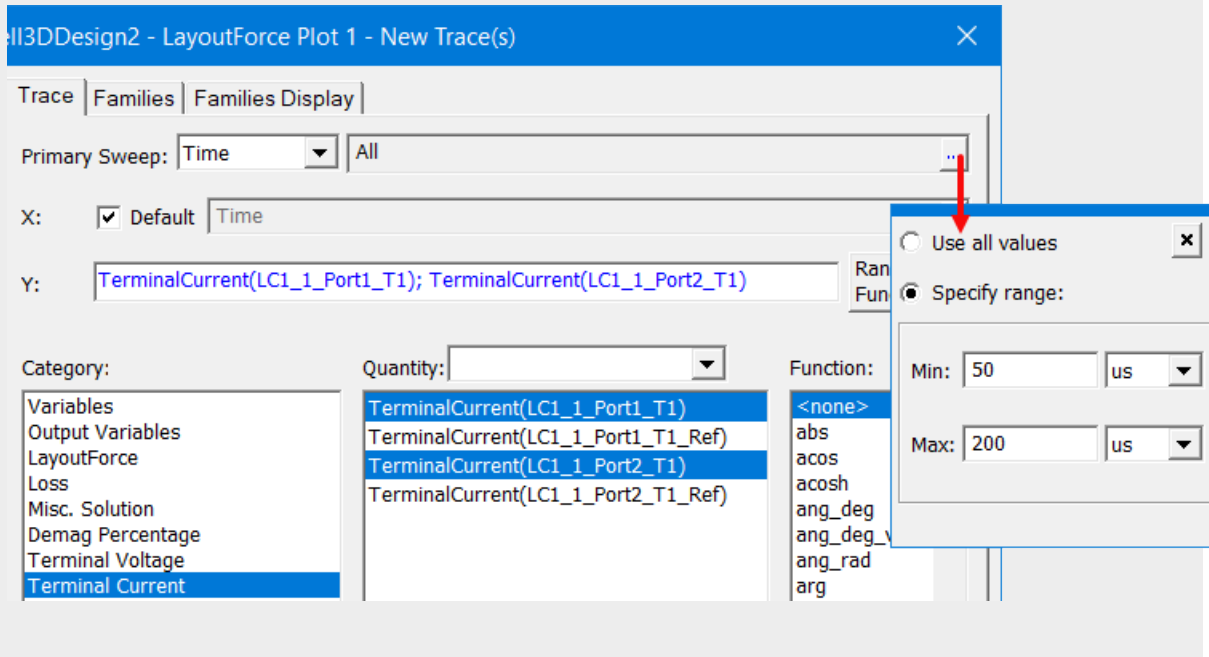 ell3DDesign2 - LayoutForce Plot 1 - New Trace(s)
Trace Families Families Display
Primary Sweep: Time All ...
X: Default Time
Y: TerminalCurrent(LC1_1_Port1_T1); TerminalCurrent(LC1_1_Port2_T1)
Ran
Fun
Use all values
Specify range:
Min: 50 us
Max: 200 us
Category:
Variables
Output Variables
LayoutForce
Loss
Misc. Solution
Demag Percentage
Terminal Voltage
Terminal Current
Quantity:
TerminalCurrent(LC1_1_Port1_T1)
TerminalCurrent(LC1_1_Port1_T1_Ref)
TerminalCurrent(LC1_1_Port2_T1)
TerminalCurrent(LC1_1_Port2_T1_Ref)
Function:
<none>
abs
acos
acosh
ang_deg
ang_deg_v
ang_rad
arg